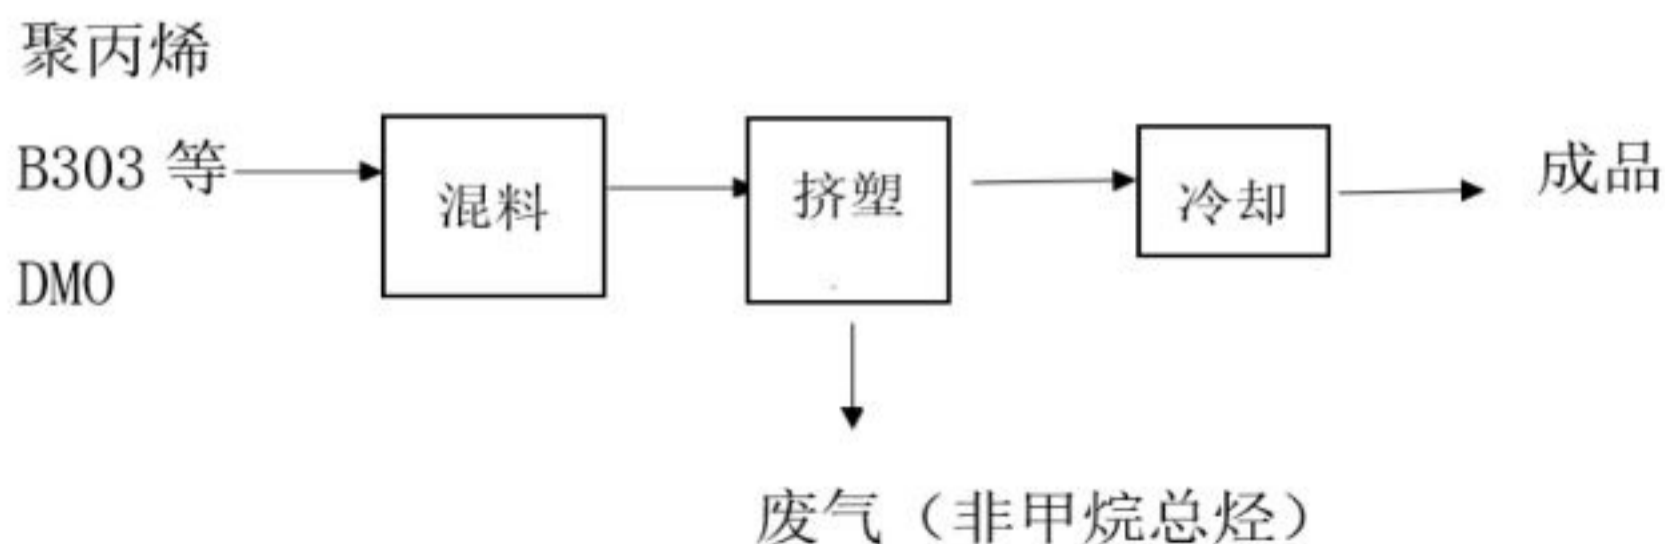 聚丙烯
B303 等
DMO
混料
挤塑
冷却
成品
废气（非甲烷总烃）